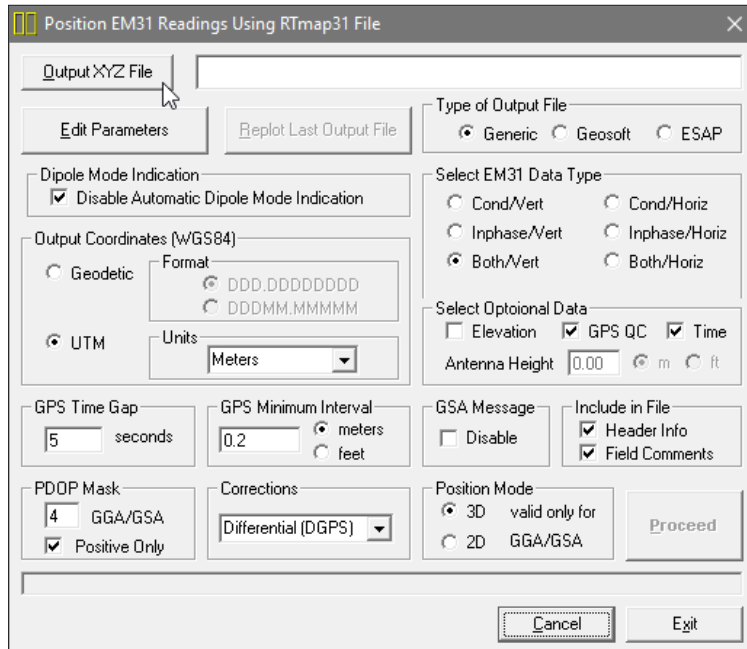 Position EM31 Readings Using RTmap31 File
Output XYZ File
Edit Parameters
Replot Last Output File
Type of Output File
Generic
Geosoft
ESAP
Dipole Mode Indication
Disable Automatic Dipole Mode Indication
Select EM31 Data Type
Cond/Vert
Cond/Horiz
Inphase/Vert
Inphase/Horiz
Both/Vert
Both/Horiz
Output Coordinates (WGS84)
Geodetic
Format
DDD.DDDDDDDD
DDDMM.MMMMM
UTM
Units
Meters
Select Optoional Data
Elevation
GPS QC
Time
Antenna Height
0.00
m
ft
GPS Time Gap
5
seconds
GPS Minimum Interval
0.2
meters
feet
GSA Message
Disable
Include in File
Header Info
Field Comments
PDOP Mask
4
GGA/GSA
Positive Only
Corrections
Differential (DGPS)
Position Mode
3D
valid only for
2D
GGA/GSA
Proceed
Cancel
Exit